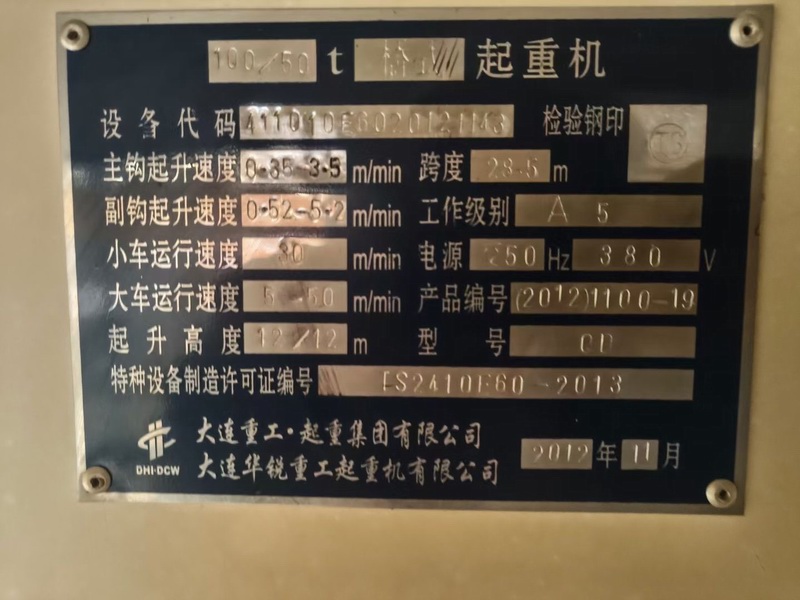 100/50 t 桥式 起重机
设备代码 检验钢印
主钩起升速度 0.35-3.5 m/min 跨度 28.5 m
副钩起升速度 0.52-5.2 m/min 工作级别 A5
小车运行速度 30 m/min 电源 50 Hz 380 V
大车运行速度 m/min 产品编号 (2012)1100-19
起升高度 12/12 m 型号
特种设备制造许可证编号 TS2410E60-2013
DHI·DCW
大连重工·起重集团有限公司
大连华锐重工起重机有限公司
2012 年 11 月